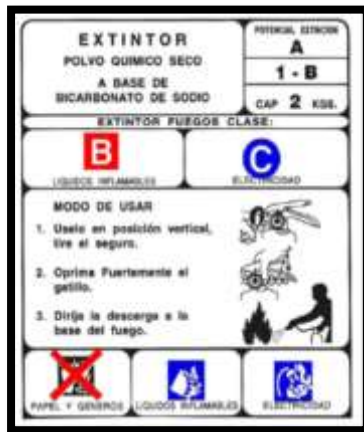 EXTINTOR
POLVO QUIMICO SECO
A BASE DE
BICARBONATO DE SODIO
POTENCIAL EXTINCION
A
1 - B
CAP 2 KGS.
EXTINTOR FUEGOS CLASE:
B
LIQUIDOS INFLAMABLES
C
ELECTRICIDAD
MODO DE USAR
1. Uselo en posición vertical,
tire el seguro.
2. Oprima Fuertemente el
gatillo.
3. Dirija la descarga a la
base del fuego.
PAPEL Y GENEROS
LIQUIDOS INFLAMABLES
ELECTRICIDAD